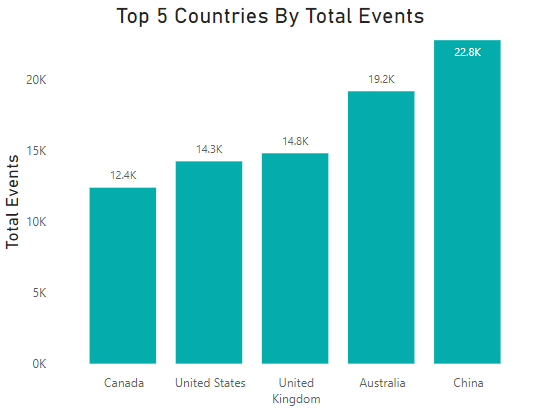 Top 5 Countries By Total Events
Total Events
20K
15K
10K
5K
0K
12.4K
14.3K
14.8K
19.2K
22.8K
Canada
United States
United
Kingdom
Australia
China